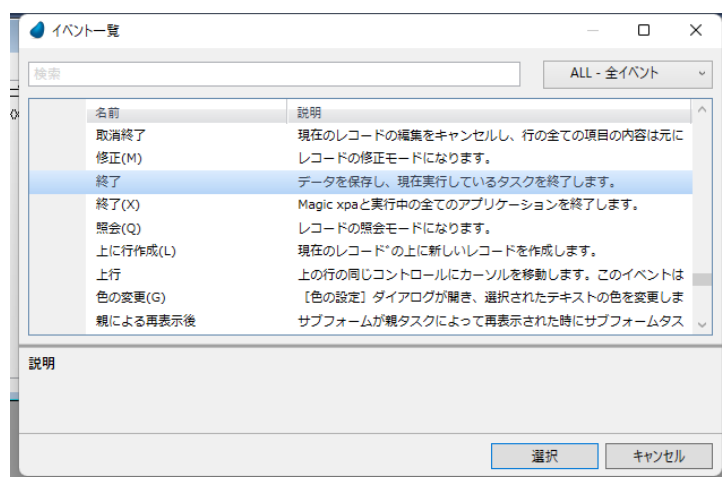 イベント一覧
検索
ALL - 全イベント
名前 説明
取消終了 現在のレコードの編集をキャンセルし、行の全ての項目の内容は元に
修正(M) レコードの修正モードになります。
終了 データを保存し、現在実行しているタスクを終了します。
終了(X) Magic xpaと実行中の全てのアプリケーションを終了します。
照会(Q) レコードの照会モードになります。
上に行作成(L) 現在のレコード゛の上に新しいレコードを作成します。
上行 上の行の同じコントロールにカーソルを移動します。このイベントは
色の変更(G) [色の設定] ダイアログが開き、選択されたテキストの色を変更しま
親による再表示後 サブフォームが親タスクによって再表示された時にサブフォームタス
説明
選択 キャンセル